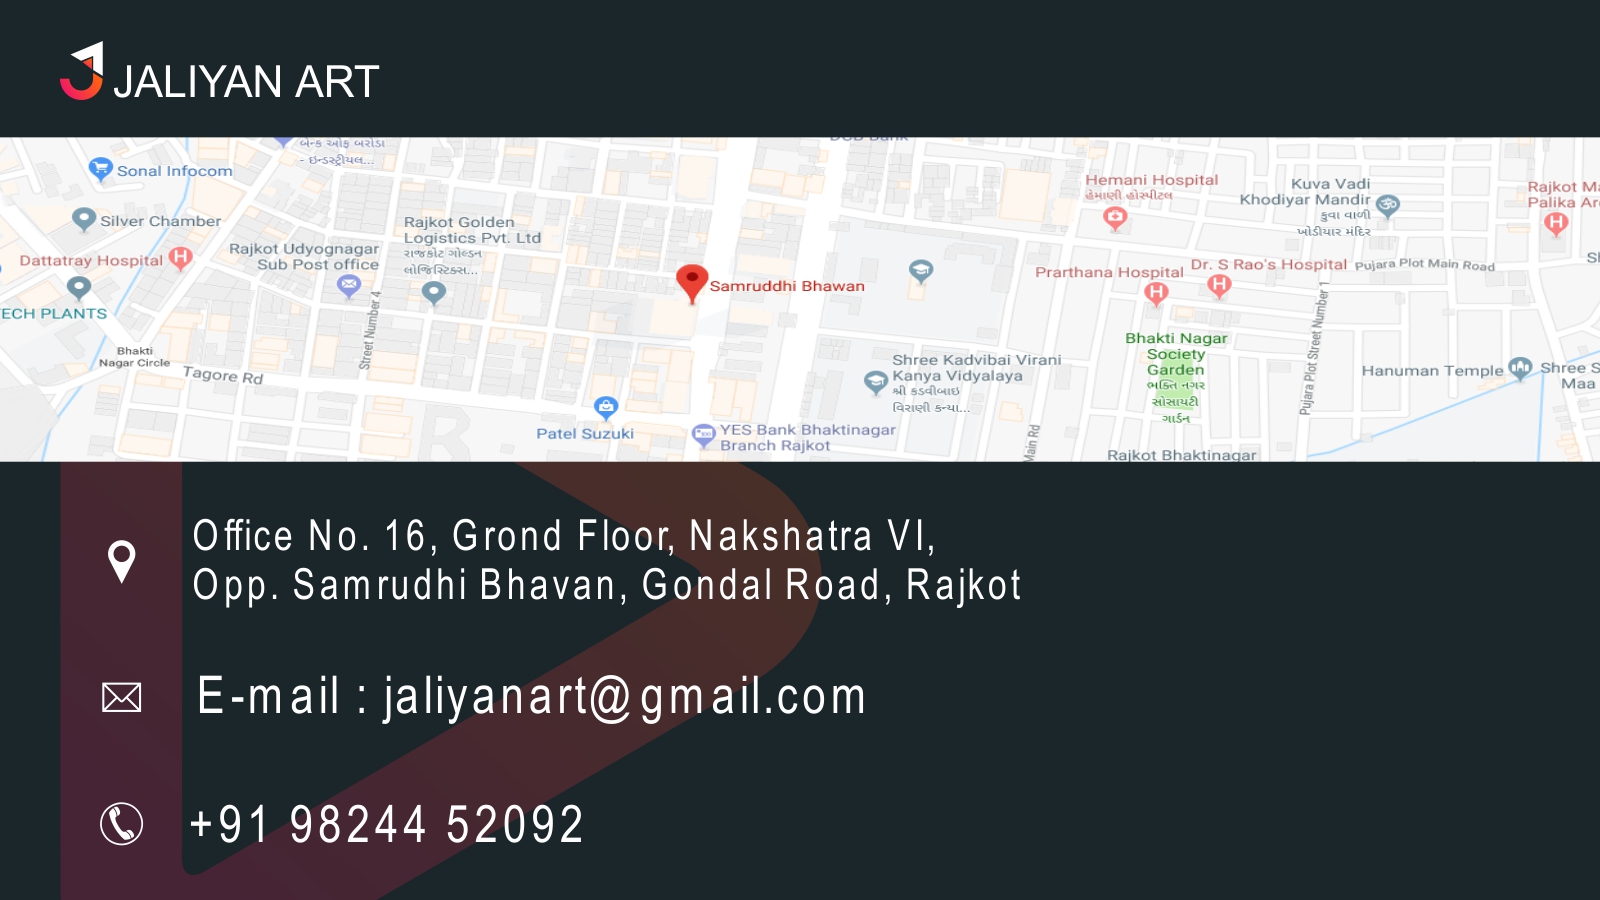 JALIYAN ART
બેન્ક ઓફ બરોડા
- ઇન્ડસ્ટ્રીયલ...
DCB Bank
Sonal Infocom
Silver Chamber
Dattatray Hospital
TECH PLANTS
Bhakti
Nagar Circle
Tagore Rd
Rajkot Udyognagar
Sub Post office
Street Number 4
Rajkot Golden
Logistics Pvt. Ltd
રાજકોટ ગોલ્ડન
લોજિસ્ટિક્સ...
Samruddhi Bhawan
Patel Suzuki
YES Bank Bhaktinagar
Branch Rajkot
Shree Kadvibai Virani
Kanya Vidyalaya
શ્રી કડવીબાઇ
વિરાણી કન્યા...
Main Rd
Hemani Hospital
હેમાણી હોસ્પીટલ
Prarthana Hospital
Dr. S Rao's Hospital
Bhakti Nagar
Society
Garden
ભક્તિ નગર
સોસાયટી
ગાર્ડન
Rajkot Bhaktinagar
Kuva Vadi
Khodiyar Mandir
કુવા વાળી
ખોડીયાર મંદિર
Pujara Plot Main Road
Pujara Plot Street Number 1
Hanuman Temple
Rajkot Ma
Palika Ar
Sh
Shree S
Maa
Office No. 16, Grond Floor, Nakshatra VI,
Opp. Samrudhi Bhavan, Gondal Road, Rajkot
E-mail : jaliyanart@gmail.com
+91 98244 52092